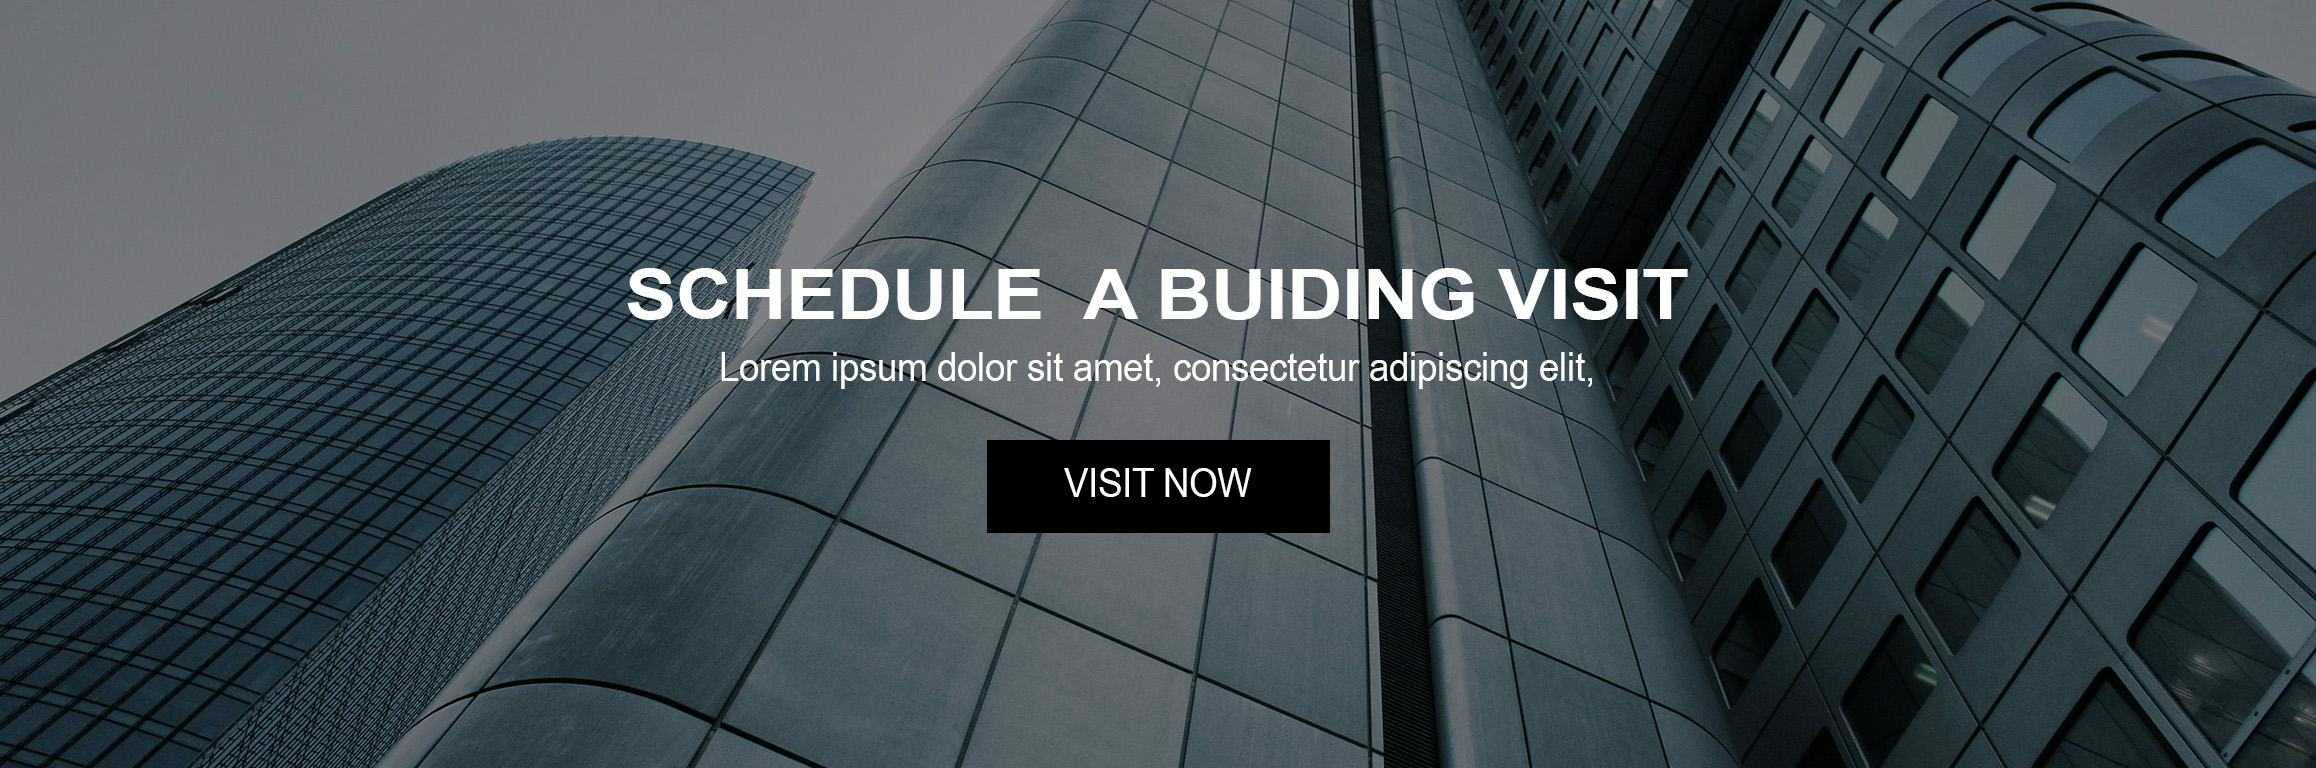 SCHEDULE  A BUIDING VISIT
Lorem ipsum dolor sit amet, consectetur adipiscing elit,
VISIT NOW